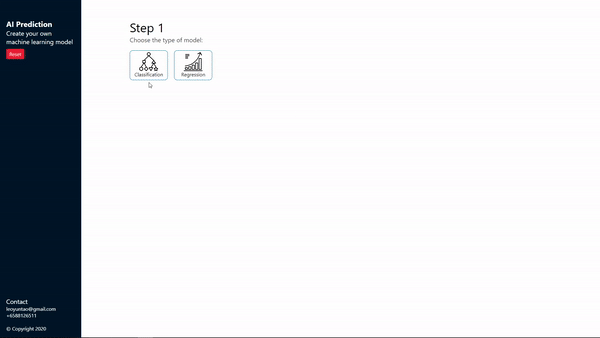 AI Prediction
Create your own
machine learning model
Reset
Step 1
Choose the type of model:
Classification
Regression
Contact
leoyuntao@gmail.com
+6588126511
© Copyright 2020